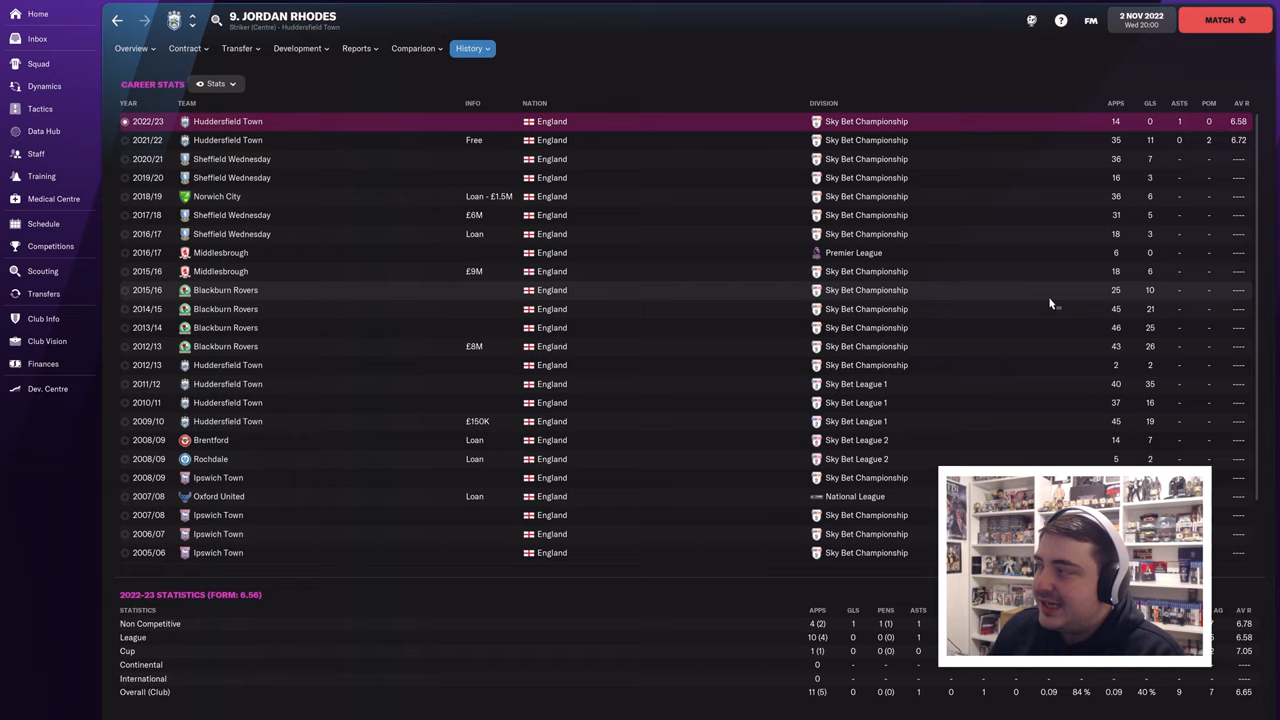 Home
Inbox
Squad
Dynamics
Tactics
Data Hub
Staff
Training
Medical Centre
Schedule
Competitions
Scouting
Transfers
Club Info
Club Vision
Finances
Dev. Centre
9. JORDAN RHODES
Striker (Centre) - Huddersfield Town
FM
2 NOV 2022
Wed 20:00
MATCH
Overview Contract Transfer Development Reports Comparison History
CAREER STATS Stats
YEAR TEAM INFO NATION DIVISION APPS GLS ASTS POM AV R
2022/23 Huddersfield Town England Sky Bet Championship 14 0 1 0 6.58
2021/22 Huddersfield Town Free England Sky Bet Championship 35 11 0 2 6.72
2020/21 Sheffield Wednesday England Sky Bet Championship 36 7 - - ----
2019/20 Sheffield Wednesday England Sky Bet Championship 16 3 - - ----
2018/19 Norwich City Loan - £1.5M England Sky Bet Championship 36 6 - - ----
2017/18 Sheffield Wednesday £6M England Sky Bet Championship 31 5 - - ----
2016/17 Sheffield Wednesday Loan England Sky Bet Championship 18 3 - - ----
2016/17 Middlesbrough England Premier League 6 0 - - ----
2015/16 Middlesbrough £9M England Sky Bet Championship 18 6 - - ----
2015/16 Blackburn Rovers England Sky Bet Championship 25 10 - - ----
2014/15 Blackburn Rovers England Sky Bet Championship 45 21 - - ----
2013/14 Blackburn Rovers England Sky Bet Championship 46 25 - - ----
2012/13 Blackburn Rovers £8M England Sky Bet Championship 43 26 - - ----
2012/13 Huddersfield Town England Sky Bet Championship 2 2 - - ----
2011/12 Huddersfield Town England Sky Bet League 1 40 35 - - ----
2010/11 Huddersfield Town England Sky Bet League 1 37 16 - - ----
2009/10 Huddersfield Town £150K England Sky Bet League 1 45 19 - - ----
2008/09 Brentford Loan England Sky Bet League 2 14 7 - - ----
2008/09 Rochdale Loan England Sky Bet League 2 5 2 - - ----
2008/09 Ipswich Town England Sky Bet Championship ----
2007/08 Oxford United Loan England National League ----
2007/08 Ipswich Town England Sky Bet Championship ----
2006/07 Ipswich Town England Sky Bet Championship ----
2005/06 Ipswich Town England Sky Bet Championship ----
2022-23 STATISTICS (FORM: 6.56)
STATISTICS APPS GLS PENS ASTS AG AV R
Non Competitive 4 (2) 1 1 (1) 1 6.78
League 10 (4) 0 0 (0) 1 6.58
Cup 1 (1) 0 0 (0) 0 7.05
Continental 0 - - - ----
International 0 - - - ----
Overall (Club) 11 (5) 0 0 (0) 1 0 1 0 0.09 84 % 0.09 40 % 9 7 6.65